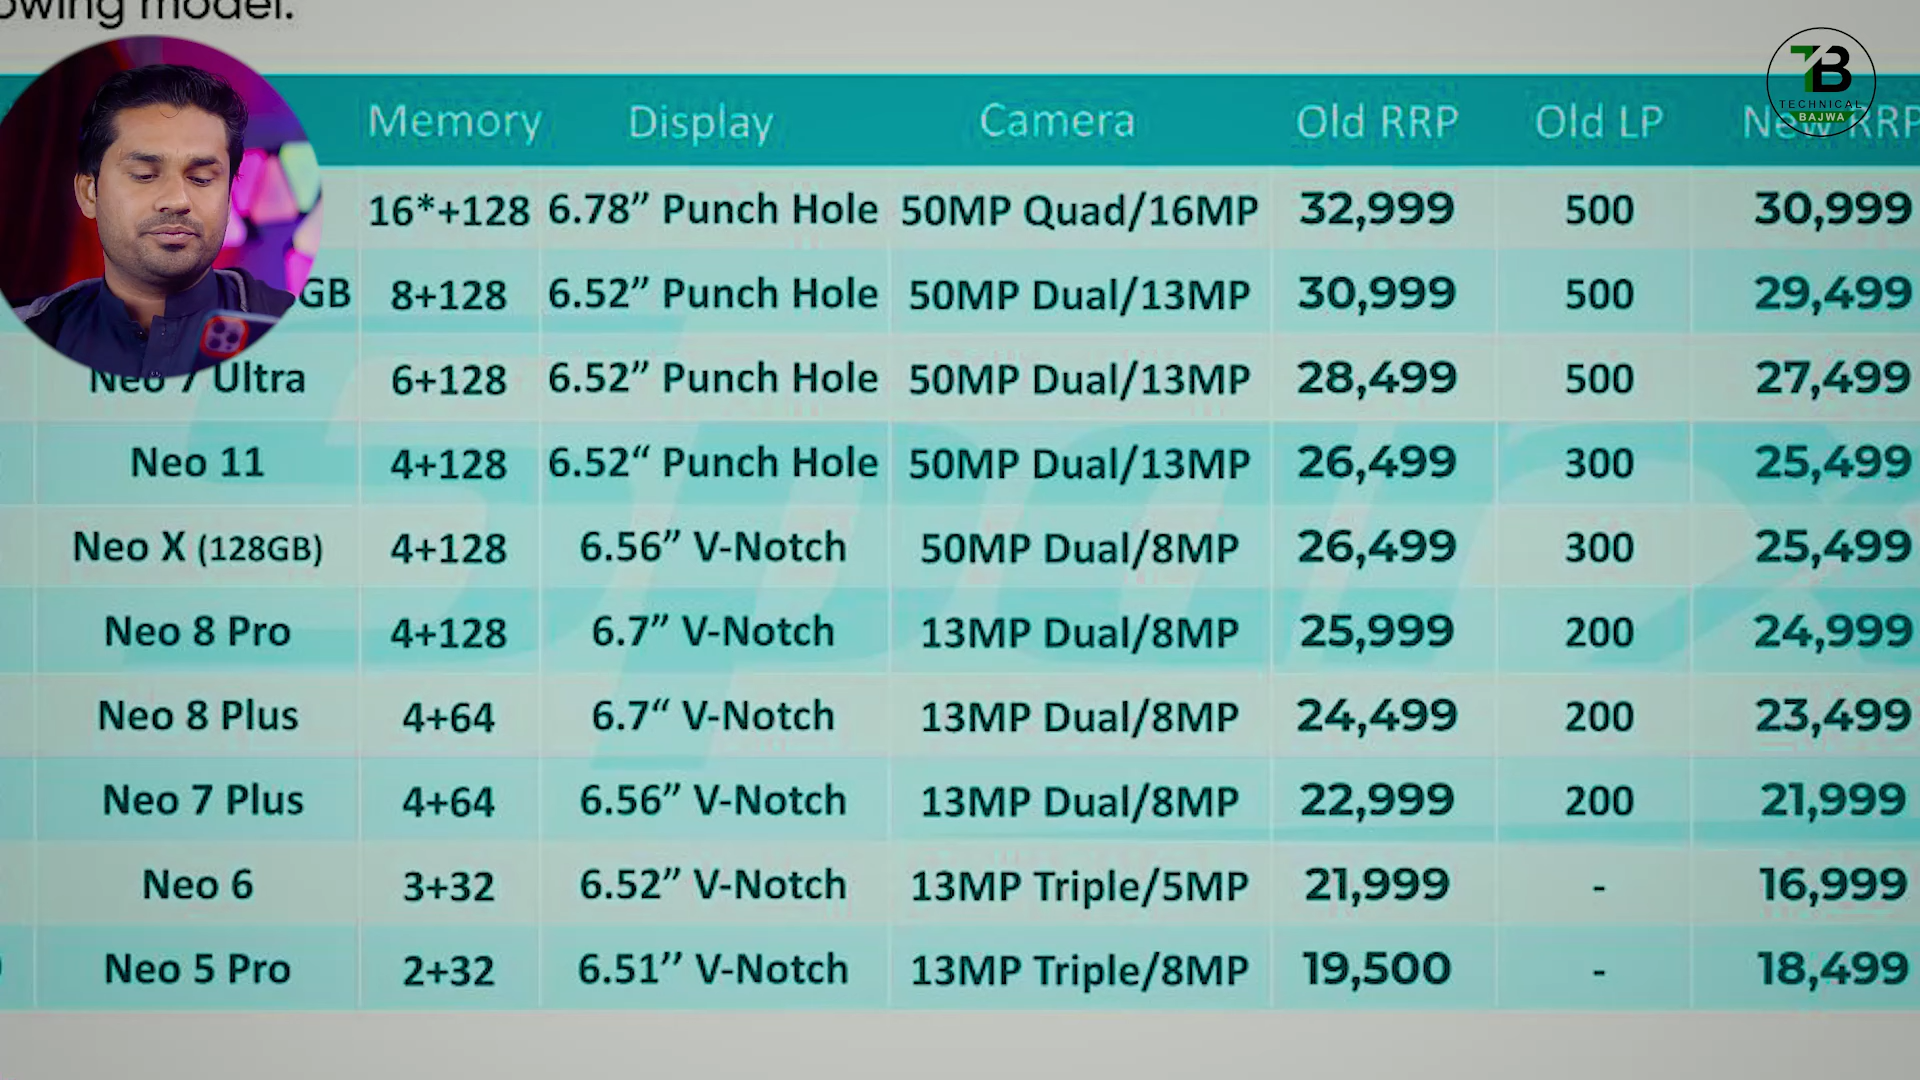 owing model.
TB
TECHNICAL
BAJWA
Memory Display Camera Old RRP Old LP New RRP
16*+128 6.78” Punch Hole 50MP Quad/16MP 32,999 500 30,999
GB 8+128 6.52” Punch Hole 50MP Dual/13MP 30,999 500 29,499
Neo 7 Ultra 6+128 6.52” Punch Hole 50MP Dual/13MP 28,499 500 27,499
Neo 11 4+128 6.52“ Punch Hole 50MP Dual/13MP 26,499 300 25,499
Neo X (128GB) 4+128 6.56” V-Notch 50MP Dual/8MP 26,499 300 25,499
Neo 8 Pro 4+128 6.7” V-Notch 13MP Dual/8MP 25,999 200 24,999
Neo 8 Plus 4+64 6.7“ V-Notch 13MP Dual/8MP 24,499 200 23,499
Neo 7 Plus 4+64 6.56” V-Notch 13MP Dual/8MP 22,999 200 21,999
Neo 6 3+32 6.52” V-Notch 13MP Triple/5MP 21,999 - 16,999
Neo 5 Pro 2+32 6.51’’ V-Notch 13MP Triple/8MP 19,500 - 18,499